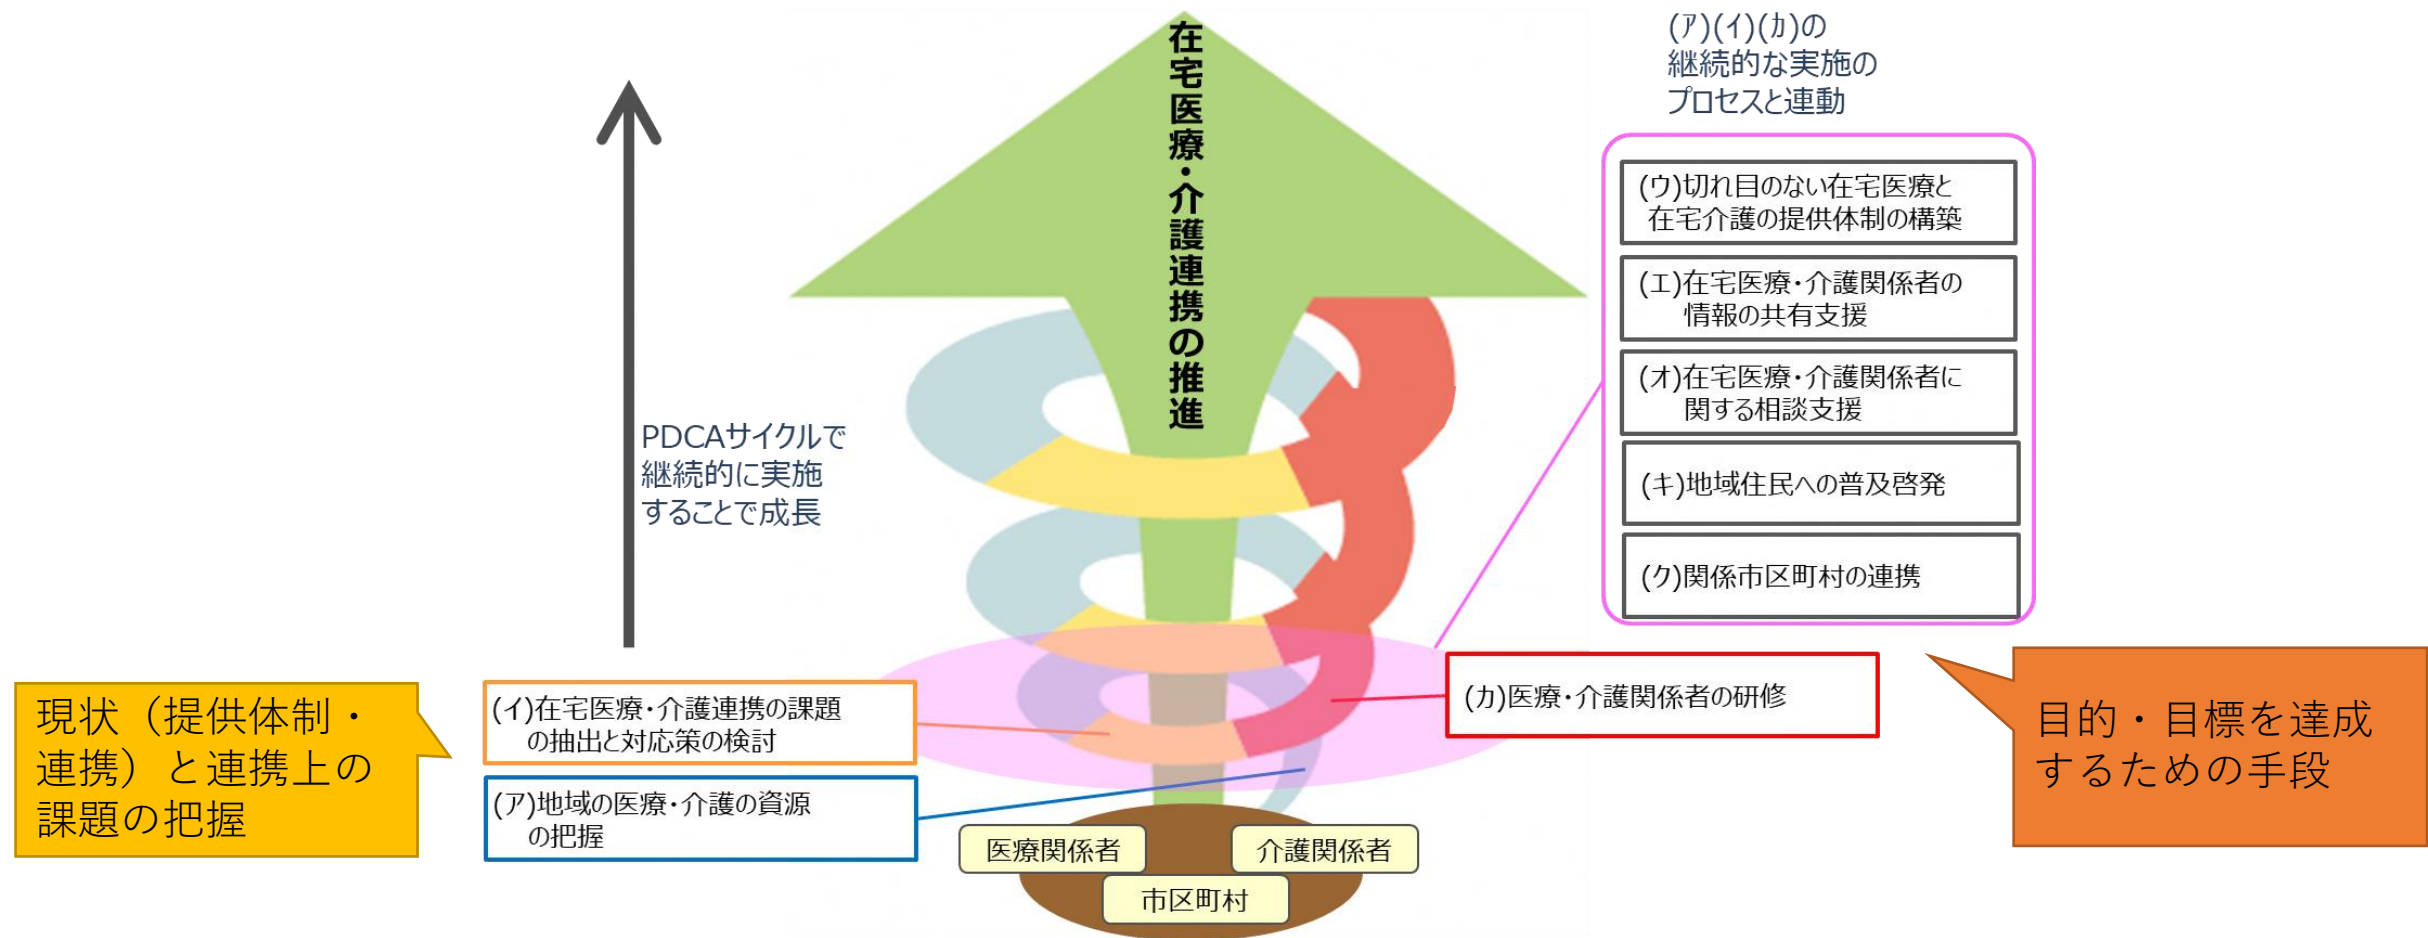 在宅医療・介護連携の推進
(ｱ)(ｲ)(ｶ)の
継続的な実施の
プロセスと連動
(ウ)切れ目のない在宅医療と
在宅介護の提供体制の構築
(エ)在宅医療・介護関係者の
情報の共有支援
(オ)在宅医療・介護関係者に
関する相談支援
(キ)地域住民への普及啓発
(ク)関係市区町村の連携
PDCAサイクルで
継続的に実施
することで成長
現状（提供体制・
連携）と連携上の
課題の把握
(イ)在宅医療・介護連携の課題
の抽出と対応策の検討
(ア)地域の医療・介護の資源
の把握
(カ)医療・介護関係者の研修
目的・目標を達成
するための手段
医療関係者
介護関係者
市区町村